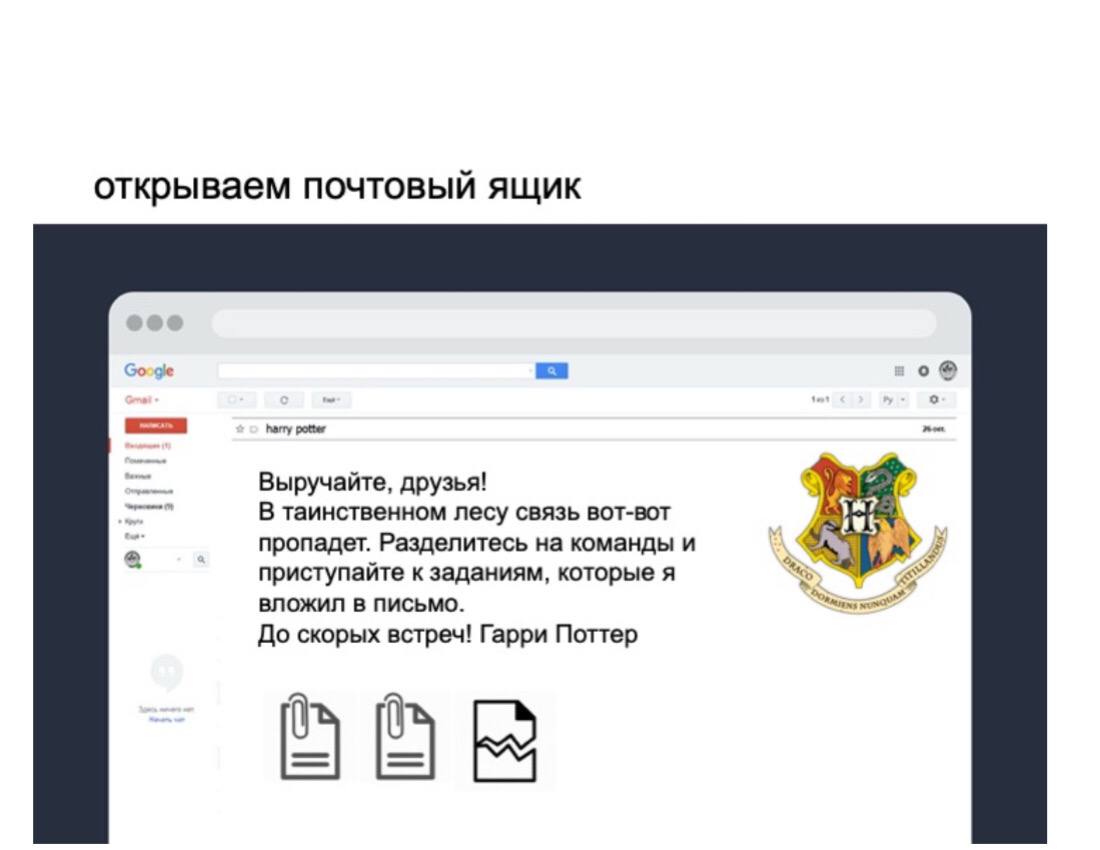 открываем почтовый ящик
Google
Gmail
Ещё
1 из 1
Ру
НАПИСАТЬ
harry potter
26 окт.
Входящие (1)
Помеченные
Важные
Отправленные
Черновики (11)
Круги
Ещё
Выручайте, друзья!
В таинственном лесу связь вот-вот
пропадет. Разделитесь на команды и
приступайте к заданиям, которые я
вложил в письмо.
До скорых встреч! Гарри Поттер
H
DRACO
DORMIENS NUNQUAM
TITILLANDUS
Здесь ничего нет
Начать чат